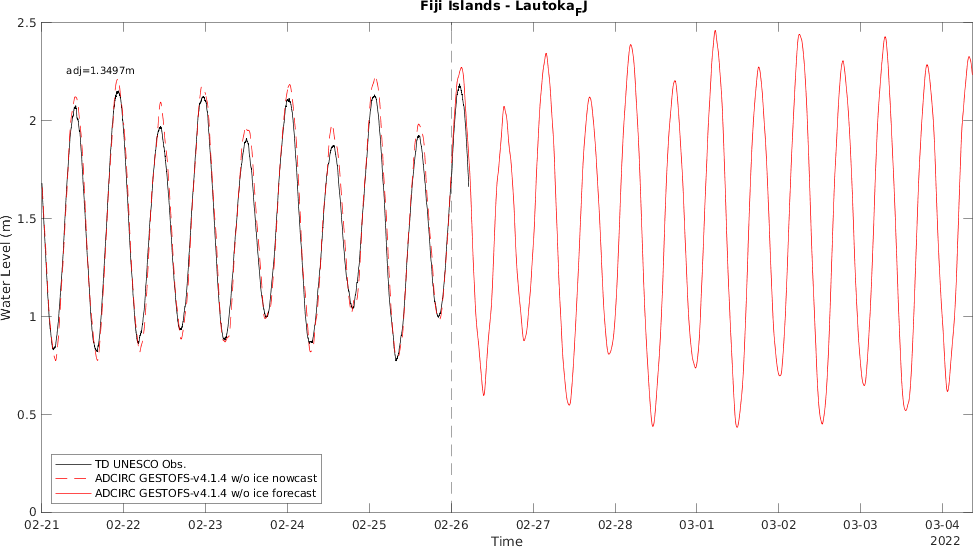 Fiji Islands - Lautoka_FJ
2.5
adj=1.3497m
2
1.5
Water Level (m)
1
0.5
TD UNESCO Obs.
ADCIRC GESTOFS-v4.1.4 w/o ice nowcast
ADCIRC GESTOFS-v4.1.4 w/o ice forecast
0
02-21 02-22 02-23 02-24 02-25 02-26 02-27 02-28 03-01 03-02 03-03 03-04
Time 2022